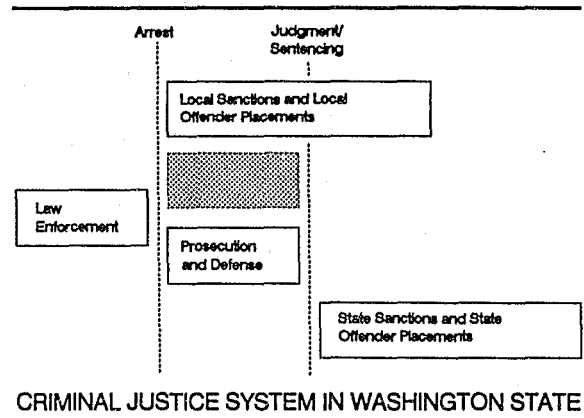 Arrest
Judgment/
Sentencing
Local Sanctions and Local
Offender Placements
Law
Enforcement
Prosecution
and Defense
State Sanctions and State
Offender Placements
CRIMINAL JUSTICE SYSTEM IN WASHINGTON STATE